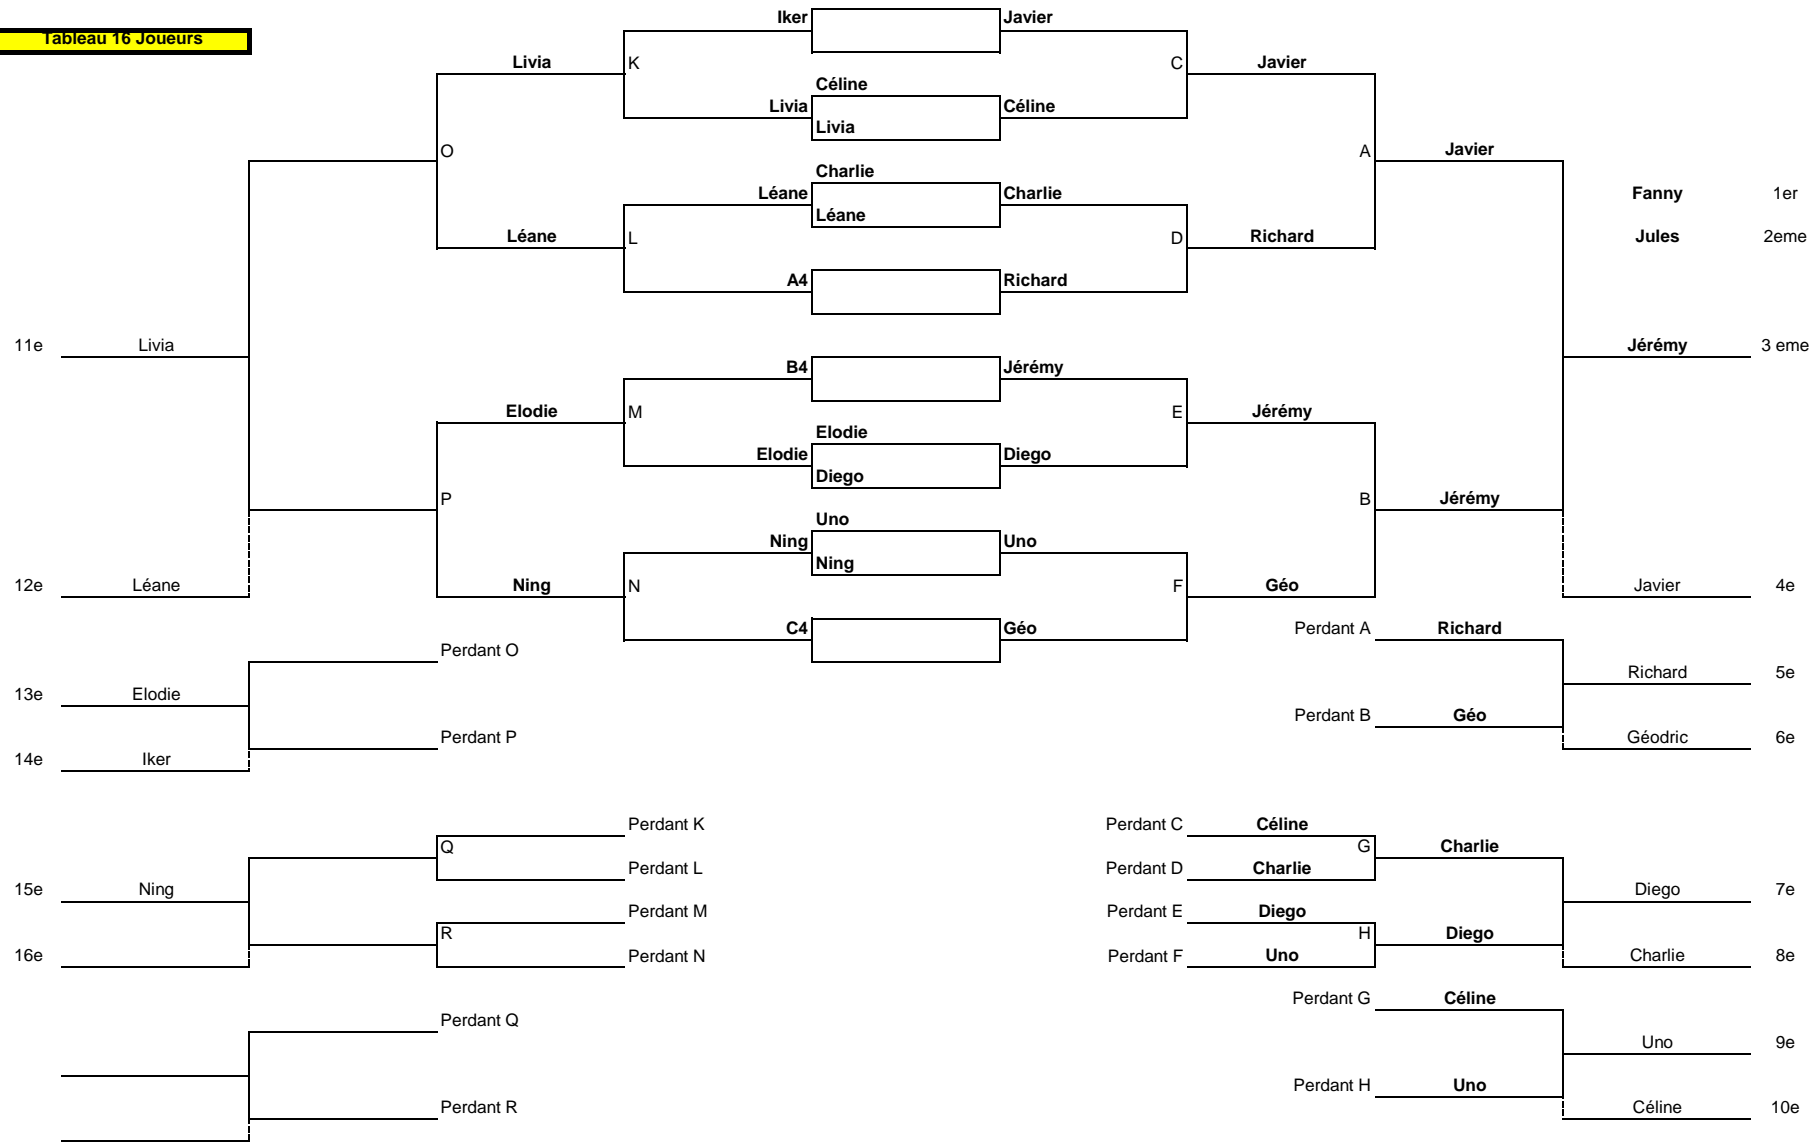 Tableau 16 Joueurs
Iker Javier
Livia K C Javier
Céline
Livia Céline
Livia
O A Javier
Charlie
Léane Charlie Fanny 1er
Léane
Léane L D Richard Jules 2eme
A4 Richard
11e Livia Jérémy 3 eme
B4 Jérémy
Elodie M E Jérémy
Elodie
Elodie Diego
Diego
P B Jérémy
Uno
Ning Uno
Ning
12e Léane Ning N F Géo Javier 4e
C4 Géo Perdant A Richard
Perdant O
Richard 5e
13e Elodie
Perdant B Géo
Perdant P Géodric 6e
14e Iker
Perdant K Perdant C Céline
Q G Charlie
Perdant L Perdant D Charlie
15e Ning Diego 7e
Perdant M Perdant E Diego
R H Diego
16e Perdant N Perdant F Uno Charlie 8e
Perdant G Céline
Perdant Q
Uno 9e
Perdant H Uno
Perdant R Céline 10e